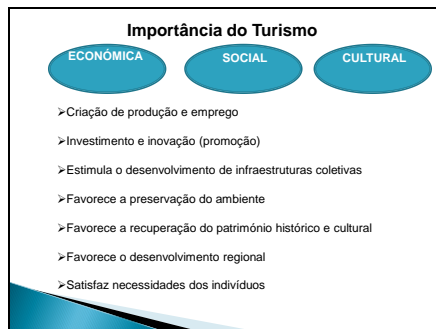 Importância do Turismo
ECONÓMICA SOCIAL CULTURAL
➢Criação de produção e emprego
➢Investimento e inovação (promoção)
➢Estimula o desenvolvimento de infraestruturas coletivas
➢Favorece a preservação do ambiente
➢Favorece a recuperação do património histórico e cultural
➢Favorece o desenvolvimento regional
➢Satisfaz necessidades dos indivíduos